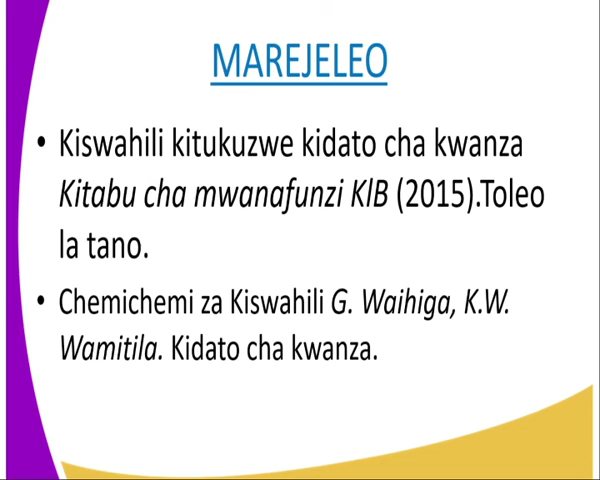 MAREJELEO
• Kiswahili kitukuzwe kidato cha kwanza
Kitabu cha mwanafunzi KlB (2015).Toleo
la tano.
• Chemichemi za Kiswahili G. Waihiga, K.W.
Wamitila. Kidato cha kwanza.